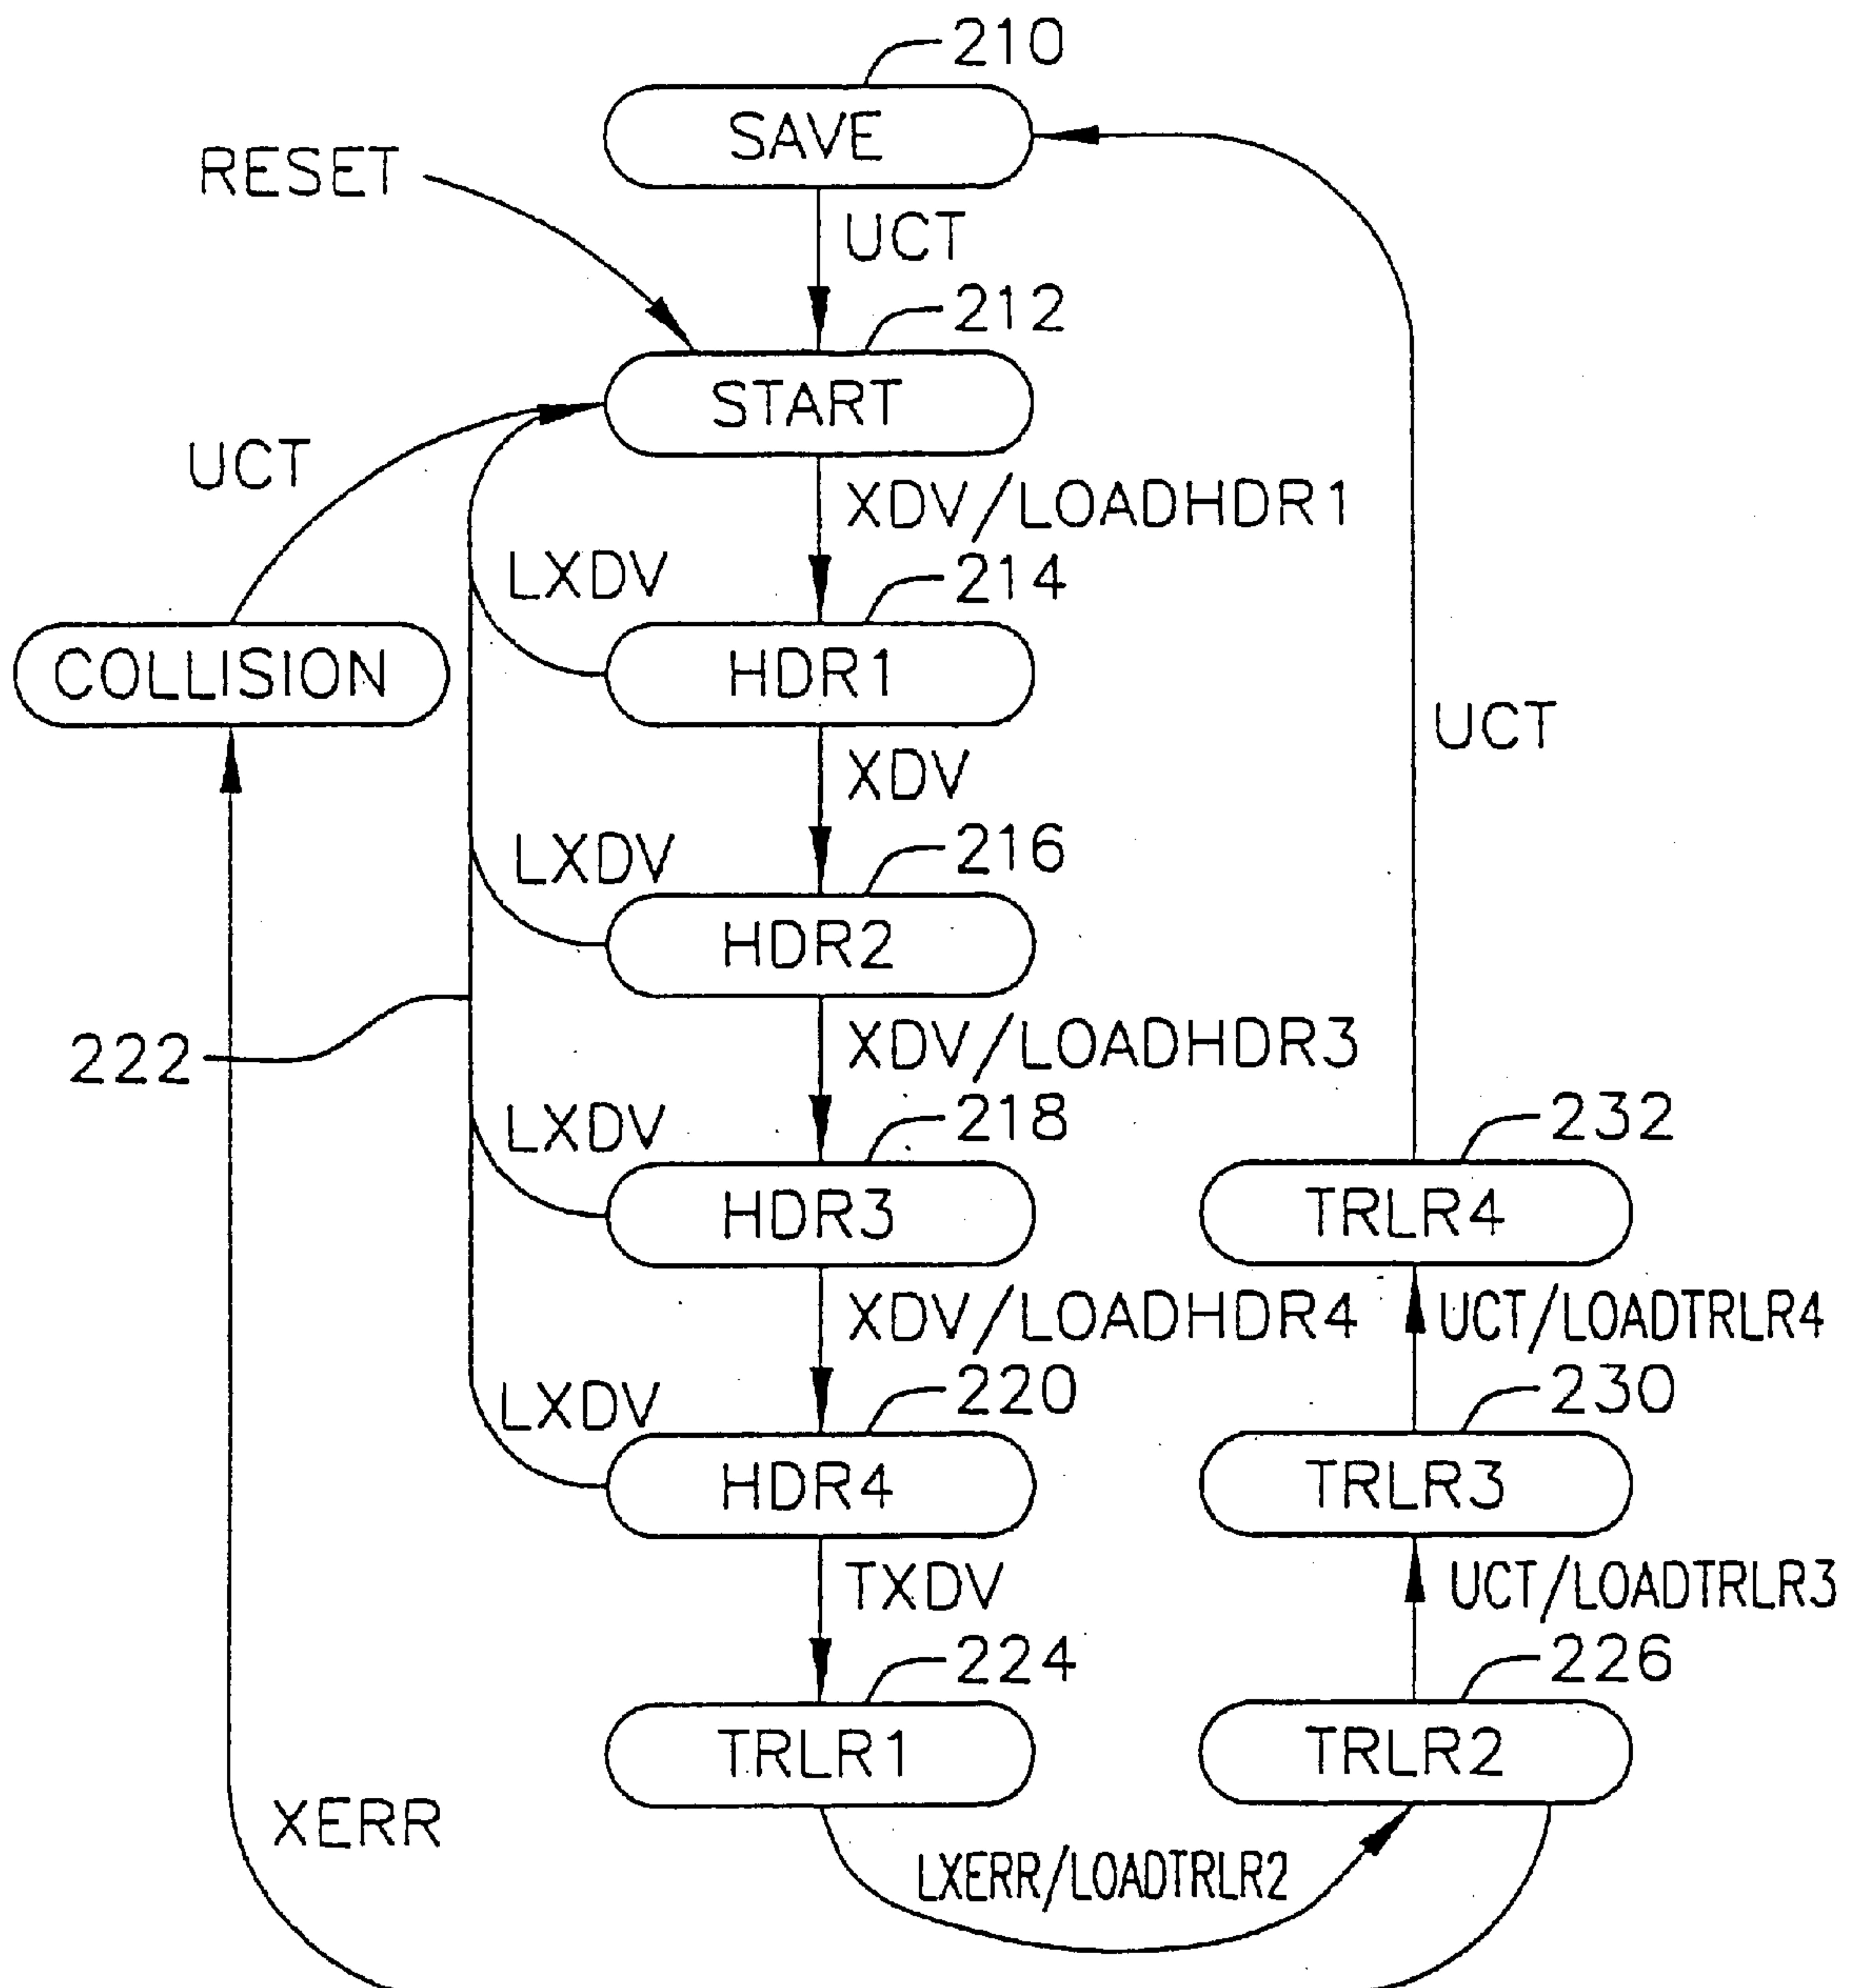 210
SAVE
RESET
UCT
212
START
UCT
XDV/LOADHDR1
LXDV
214
COLLISION
HDR1
UCT
XDV
LXDV
216
HDR2
222
XDV/LOADHDR3
LXDV
218
232
HDR3
TRLR4
XDV/LOADHDR4
UCT/LOADTRLR4
LXDV
220
230
HDR4
TRLR3
TXDV
UCT/LOADTRLR3
224
226
TRLR1
TRLR2
XERR
LXERR/LOADTRLR2